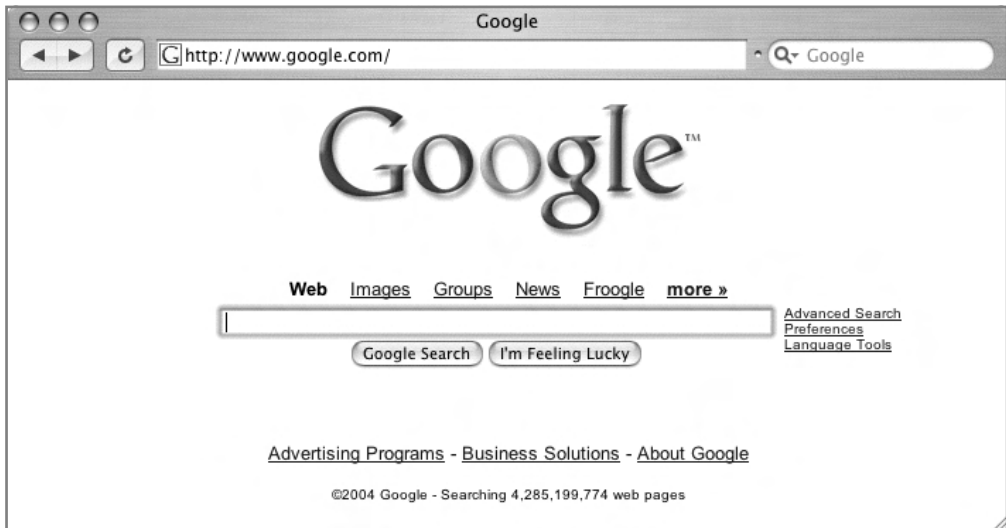 Google
G http://www.google.com/ Google
Google™
Web Images Groups News Froogle more »
Advanced Search
Preferences
Language Tools
Google Search I'm Feeling Lucky
Advertising Programs - Business Solutions - About Google
©2004 Google - Searching 4,285,199,774 web pages